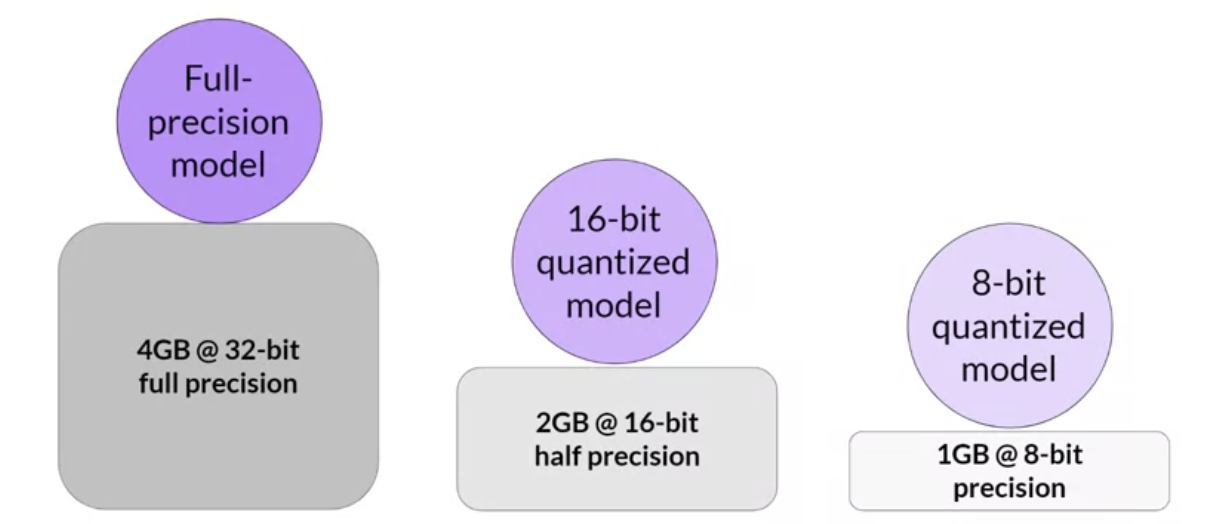 Full-
precision
model
4GB @ 32-bit
full precision
16-bit
quantized
model
2GB @ 16-bit
half precision
8-bit
quantized
model
1GB @ 8-bit
precision